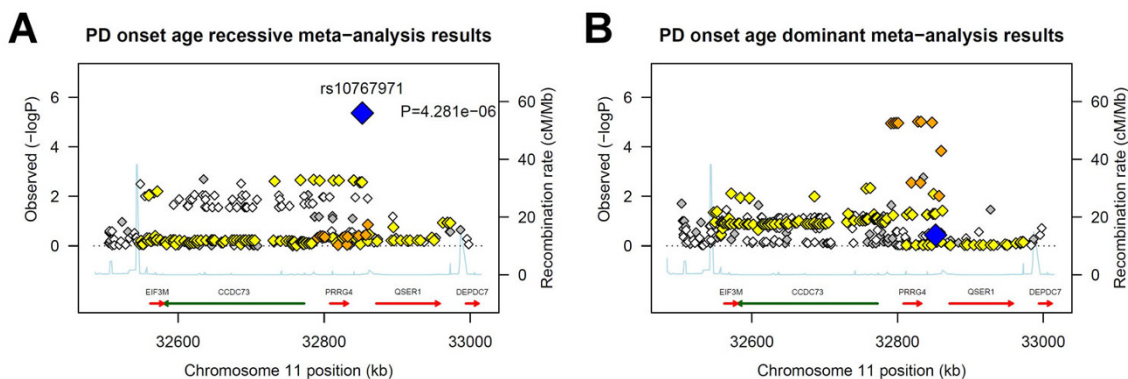 A
PD onset age recessive meta−analysis results
rs10767971
P=4.281e−06
Observed (−logP)
6
4
2
0
60
40
20
0
Recombination rate (cM/Mb)
EIF3M
CCDC73
PRRG4
QSER1
DEPDC7
32600
32800
33000
Chromosome 11 position (kb)
B
PD onset age dominant meta−analysis results
Observed (−logP)
6
4
2
0
60
40
20
0
Recombination rate (cM/Mb)
EIF3M
CCDC73
PRRG4
QSER1
DEPDC7
32600
32800
33000
Chromosome 11 position (kb)